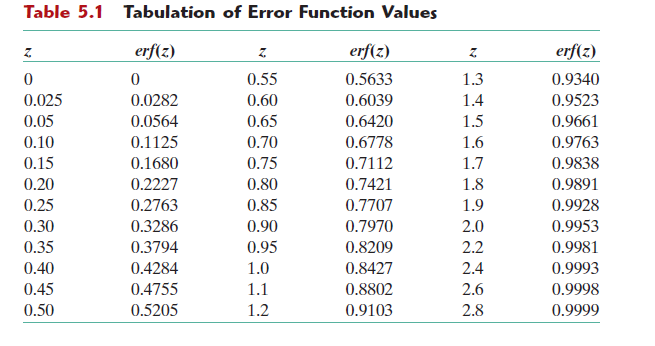 Table 5.1 Tabulation of Error Function Values
z erf(z) z erf(z) z erf(z)
0 0 0.55 0.5633 1.3 0.9340
0.025 0.0282 0.60 0.6039 1.4 0.9523
0.05 0.0564 0.65 0.6420 1.5 0.9661
0.10 0.1125 0.70 0.6778 1.6 0.9763
0.15 0.1680 0.75 0.7112 1.7 0.9838
0.20 0.2227 0.80 0.7421 1.8 0.9891
0.25 0.2763 0.85 0.7707 1.9 0.9928
0.30 0.3286 0.90 0.7970 2.0 0.9953
0.35 0.3794 0.95 0.8209 2.2 0.9981
0.40 0.4284 1.0 0.8427 2.4 0.9993
0.45 0.4755 1.1 0.8802 2.6 0.9998
0.50 0.5205 1.2 0.9103 2.8 0.9999